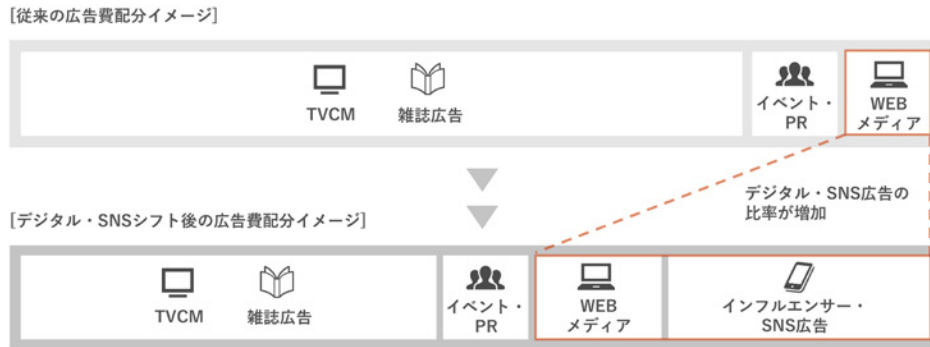 [従来の広告費配分イメージ]
TVCM
雑誌広告
イベント・
PR
WEB
メディア
デジタル・SNS広告の
比率が増加
[デジタル・SNSシフト後の広告費配分イメージ]
TVCM
雑誌広告
イベント・
PR
WEB
メディア
インフルエンサー・
SNS広告